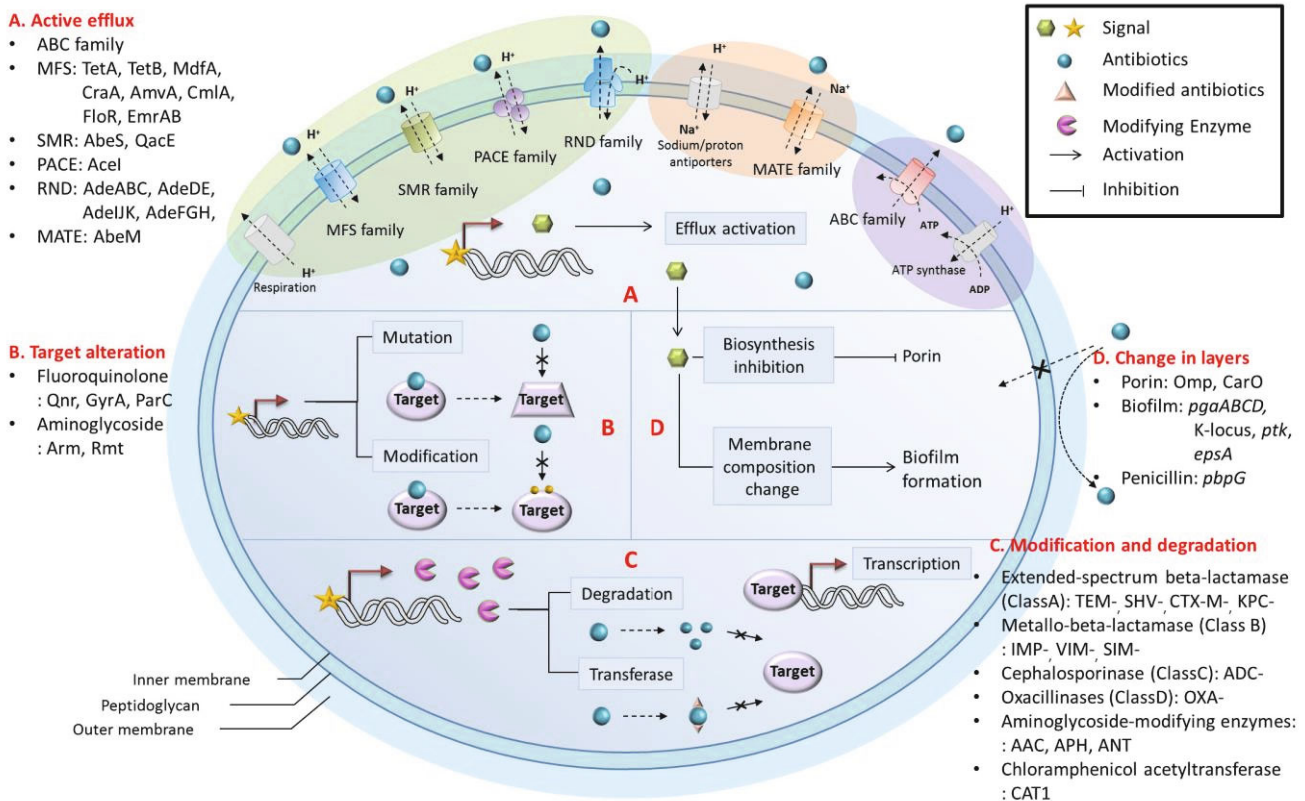 A. Active efflux
• ABC family
• MFS: TetA, TetB, MdfA,
CraA, AmvA, CmlA,
FloR, EmrAB
• SMR: AbeS, QacE
• PACE: AceI
• RND: AdeABC, AdeDE,
AdeIJK, AdeFGH,
• MATE: AbeM
Signal
Antibiotics
Modified antibiotics
Modifying Enzyme
Activation
Inhibition
H⁺
Respiration
H⁺
MFS family
H⁺
SMR family
H⁺
PACE family
H⁺
RND family
H⁺
Na⁺
Sodium/proton
antiporters
Na⁺
MATE family
ABC family
ATP
H⁺
ATP synthase
ADP
Efflux activation
A
B. Target alteration
• Fluoroquinolone
: Qnr, GyrA, ParC
• Aminoglycoside
: Arm, Rmt
Mutation
Target
Target
Modification
Target
Target
B
D
Biosynthesis
inhibition
Porin
Membrane
composition
change
Biofilm
formation
D. Change in layers
• Porin: Omp, CarO
• Biofilm: pgaABCD,
K-locus, ptk,
epsA
• Penicillin: pbpG
C
Degradation
Transferase
Target
Transcription
Target
C. Modification and degradation
• Extended-spectrum beta-lactamase
(ClassA): TEM-, SHV-, CTX-M-, KPC-
• Metallo-beta-lactamase (Class B)
: IMP-, VIM-, SIM-
• Cephalosporinase (ClassC): ADC-
• Oxacillinases (ClassD): OXA-
• Aminoglycoside-modifying enzymes:
: AAC, APH, ANT
• Chloramphenicol acetyltransferase
: CAT1
Inner membrane
Peptidoglycan
Outer membrane